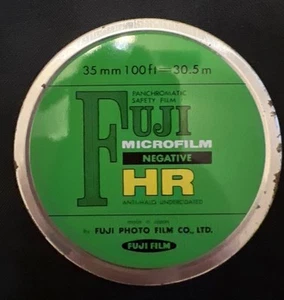 35 mm 100 ft — 30.5 m
PANCHROMATIC
SAFETY FILM
FUJI
MICROFILM
NEGATIVE
HR
ANTI-HALO UNDERCOATED
made in Japan
by FUJI PHOTO FILM CO., LTD.
FUJI FILM